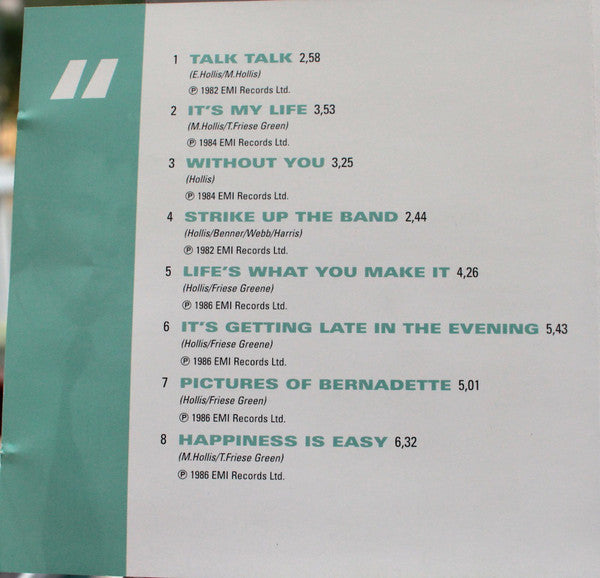 1 TALK TALK 2,58
(E.Hollis/M.Hollis)
℗ 1982 EMI Records Ltd.
2 IT'S MY LIFE 3,53
(M.Hollis/T.Friese Green)
℗ 1984 EMI Records Ltd.
3 WITHOUT YOU 3,25
(Hollis)
℗ 1984 EMI Records Ltd.
4 STRIKE UP THE BAND 2,44
(Hollis/Benner/Webb/Harris)
℗ 1982 EMI Records Ltd.
5 LIFE'S WHAT YOU MAKE IT 4,26
(Hollis/Friese Greene)
℗ 1986 EMI Records Ltd.
6 IT'S GETTING LATE IN THE EVENING 5,43
(Hollis/Friese Greene)
℗ 1986 EMI Records Ltd.
7 PICTURES OF BERNADETTE 5,01
(Hollis/Friese Green)
℗ 1986 EMI Records Ltd.
8 HAPPINESS IS EASY 6,32
(M.Hollis/T.Friese Green)
℗ 1986 EMI Records Ltd.